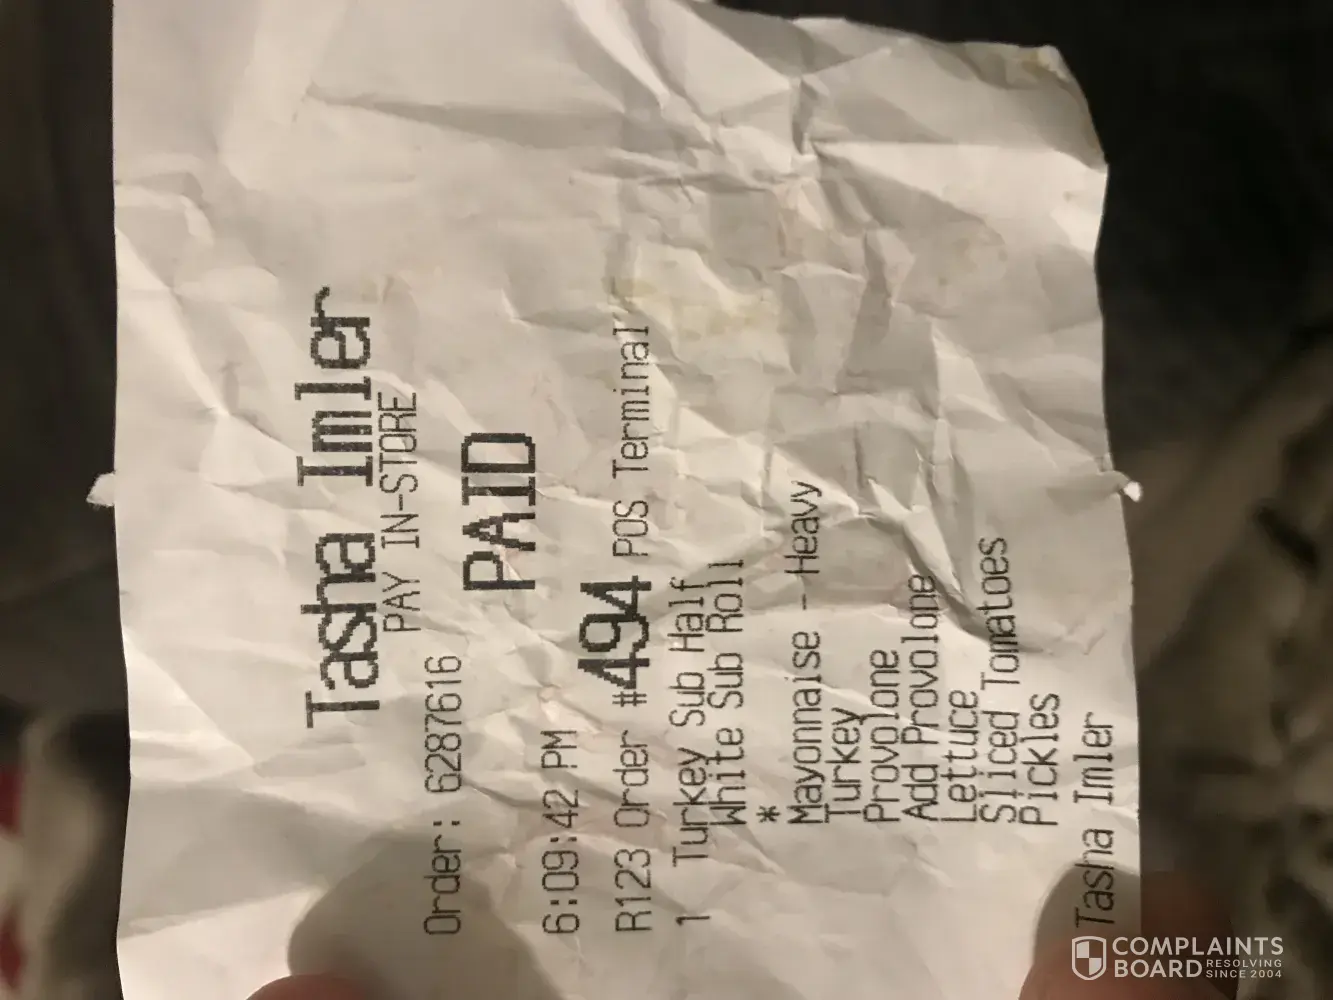 Tasha Imler
PAY IN-STORE
Order: 6287616
PAID
6:09:42 PM
R123 Order #494 POS Terminal
1 Turkey Sub Half
White Sub Roll
*
Mayonnaise - Heavy
Turkey
Provolone
Add Provolone
Lettuce
Sliced Tomatoes
Pickles
Tasha Imler
COMPLAINTS
BOARD RESOLVING
SINCE 2004